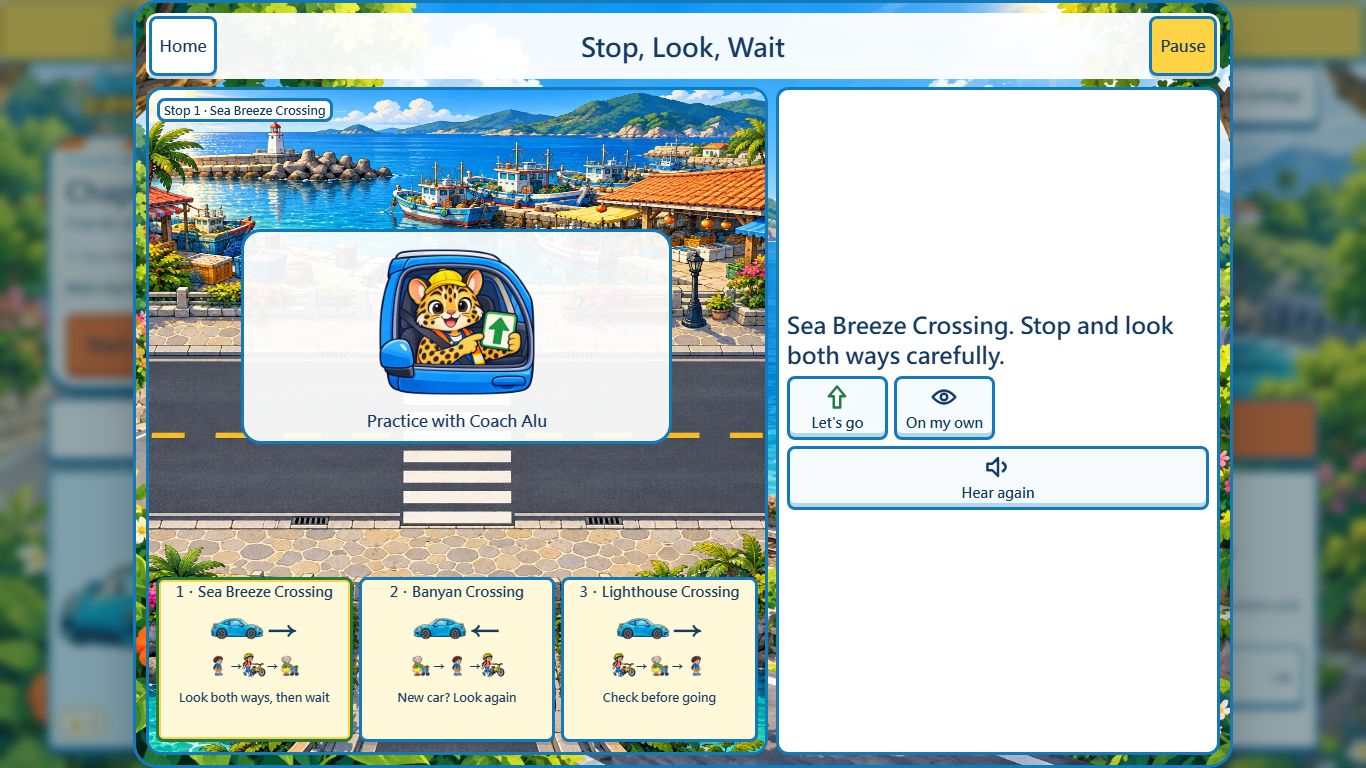 Home
Stop, Look, Wait
Pause
Stop 1 · Sea Breeze Crossing
Practice with Coach Alu
1 · Sea Breeze Crossing
Look both ways, then wait
2 · Banyan Crossing
New car? Look again
3 · Lighthouse Crossing
Check before going
Sea Breeze Crossing. Stop and look
both ways carefully.
Let's go
On my own
Hear again